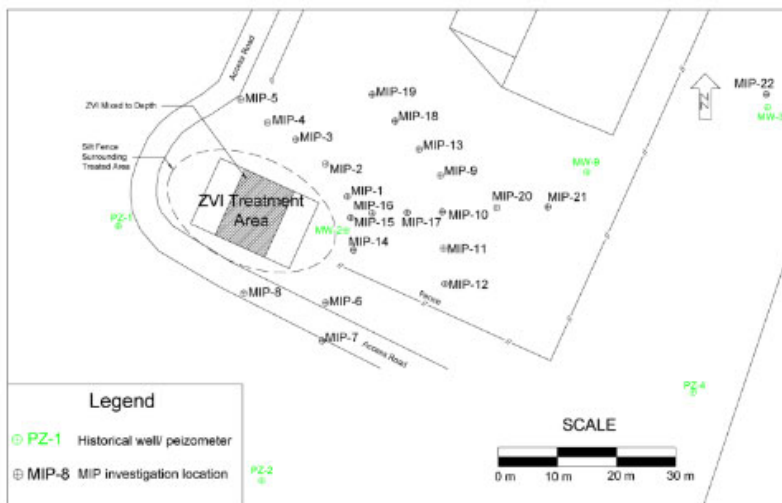 Access Road
MIP-5
MIP-19
MIP-22
ZVI Mixed to Depth
MIP-4
MIP-18
MIP-3
MIP-13
Silt Fence
Surrounding
Treated Area
MIP-2
MIP-9
MW-9
MIP-1
ZVI Treatment
Area
MIP-16
MIP-15
MIP-17
MIP-10
MIP-20
MIP-21
PZ-1
MIP-14
MIP-11
MIP-8
MIP-6
Fence
MIP-12
MIP-7
Access Road
PZ-4
Legend
PZ-1 Historical well/ peizometer
MIP-8 MIP investigation location
PZ-2
SCALE
0 m 10 m 20 m 30 m